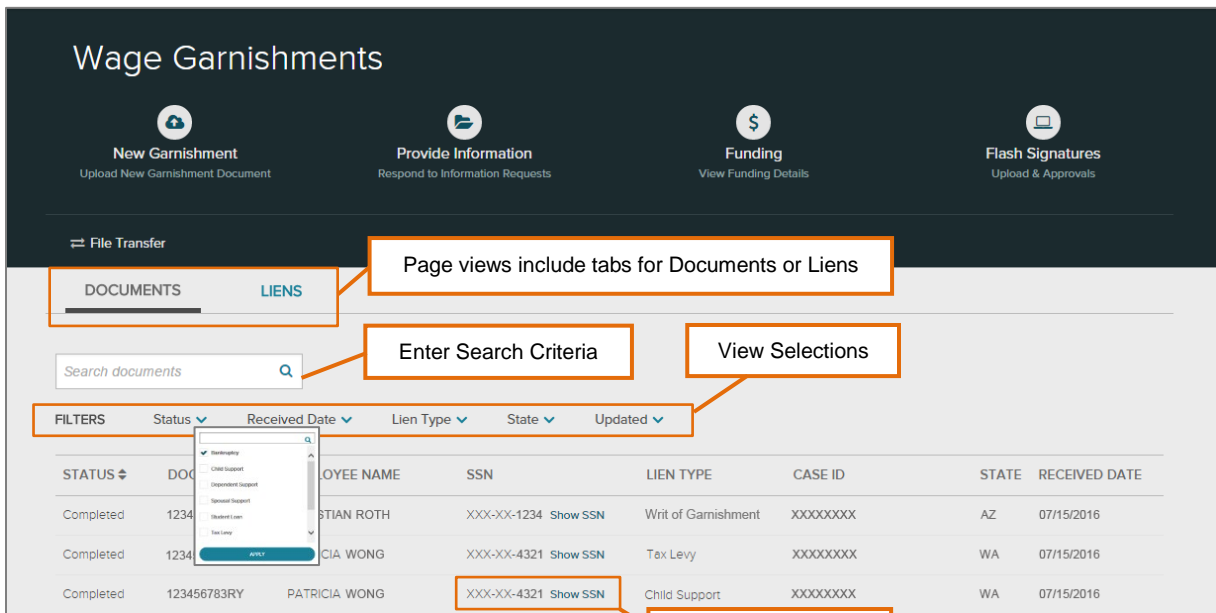 Wage Garnishments
New Garnishment Provide Information Funding Flash Signatures
Upload New Garnishment Document Respond to Information Requests View Funding Details Upload & Approvals
File Transfer
Page views include tabs for Documents or Liens
DOCUMENTS LIENS
Enter Search Criteria View Selections
Search documents
FILTERS Status Received Date Lien Type State Updated
Bankruptcy
Child Support
Dependent Support
Spousal Support
Student Loan
Tax Levy
APPLY
STATUS DOC LOYEE NAME SSN LIEN TYPE CASE ID STATE RECEIVED DATE
Completed 1234 STIAN ROTH XXX-XX-1234 Show SSN Writ of Garnishment XXXXXXXX AZ 07/15/2016
Completed 1234 CIA WONG XXX-XX-4321 Show SSN Tax Levy XXXXXXXX WA 07/15/2016
Completed 123456783RY PATRICIA WONG XXX-XX-4321 Show SSN Child Support XXXXXXXX WA 07/15/2016